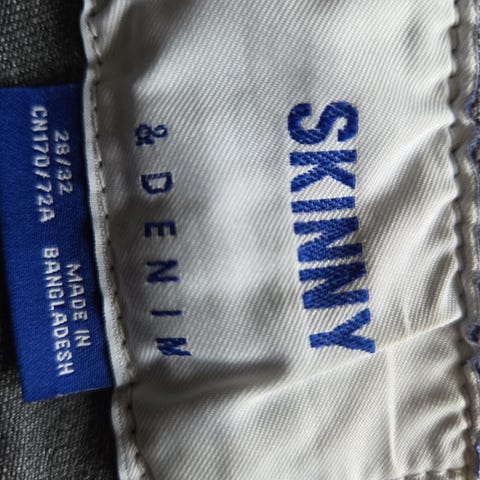 SKINNY
& DENIM
28/32
CN170/72A
MADE IN
BANGLADESH